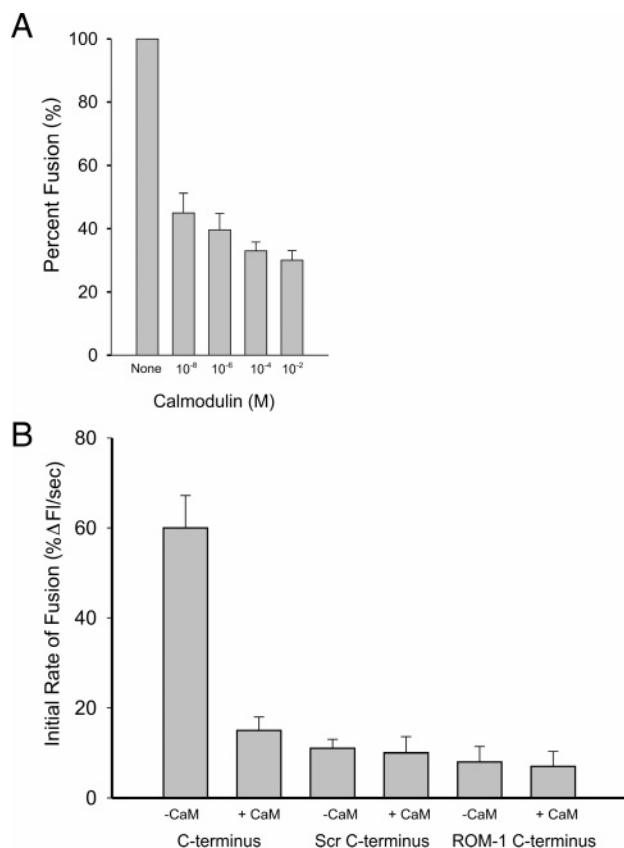 A
Percent Fusion (%)
100
80
60
40
20
0
None 10⁻⁸ 10⁻⁶ 10⁻⁴ 10⁻²
Calmodulin (M)
B
Initial Rate of Fusion (%ΔFl/sec)
80
60
40
20
0
-CaM + CaM -CaM + CaM -CaM + CaM
C-terminus Scr C-terminus ROM-1 C-terminus